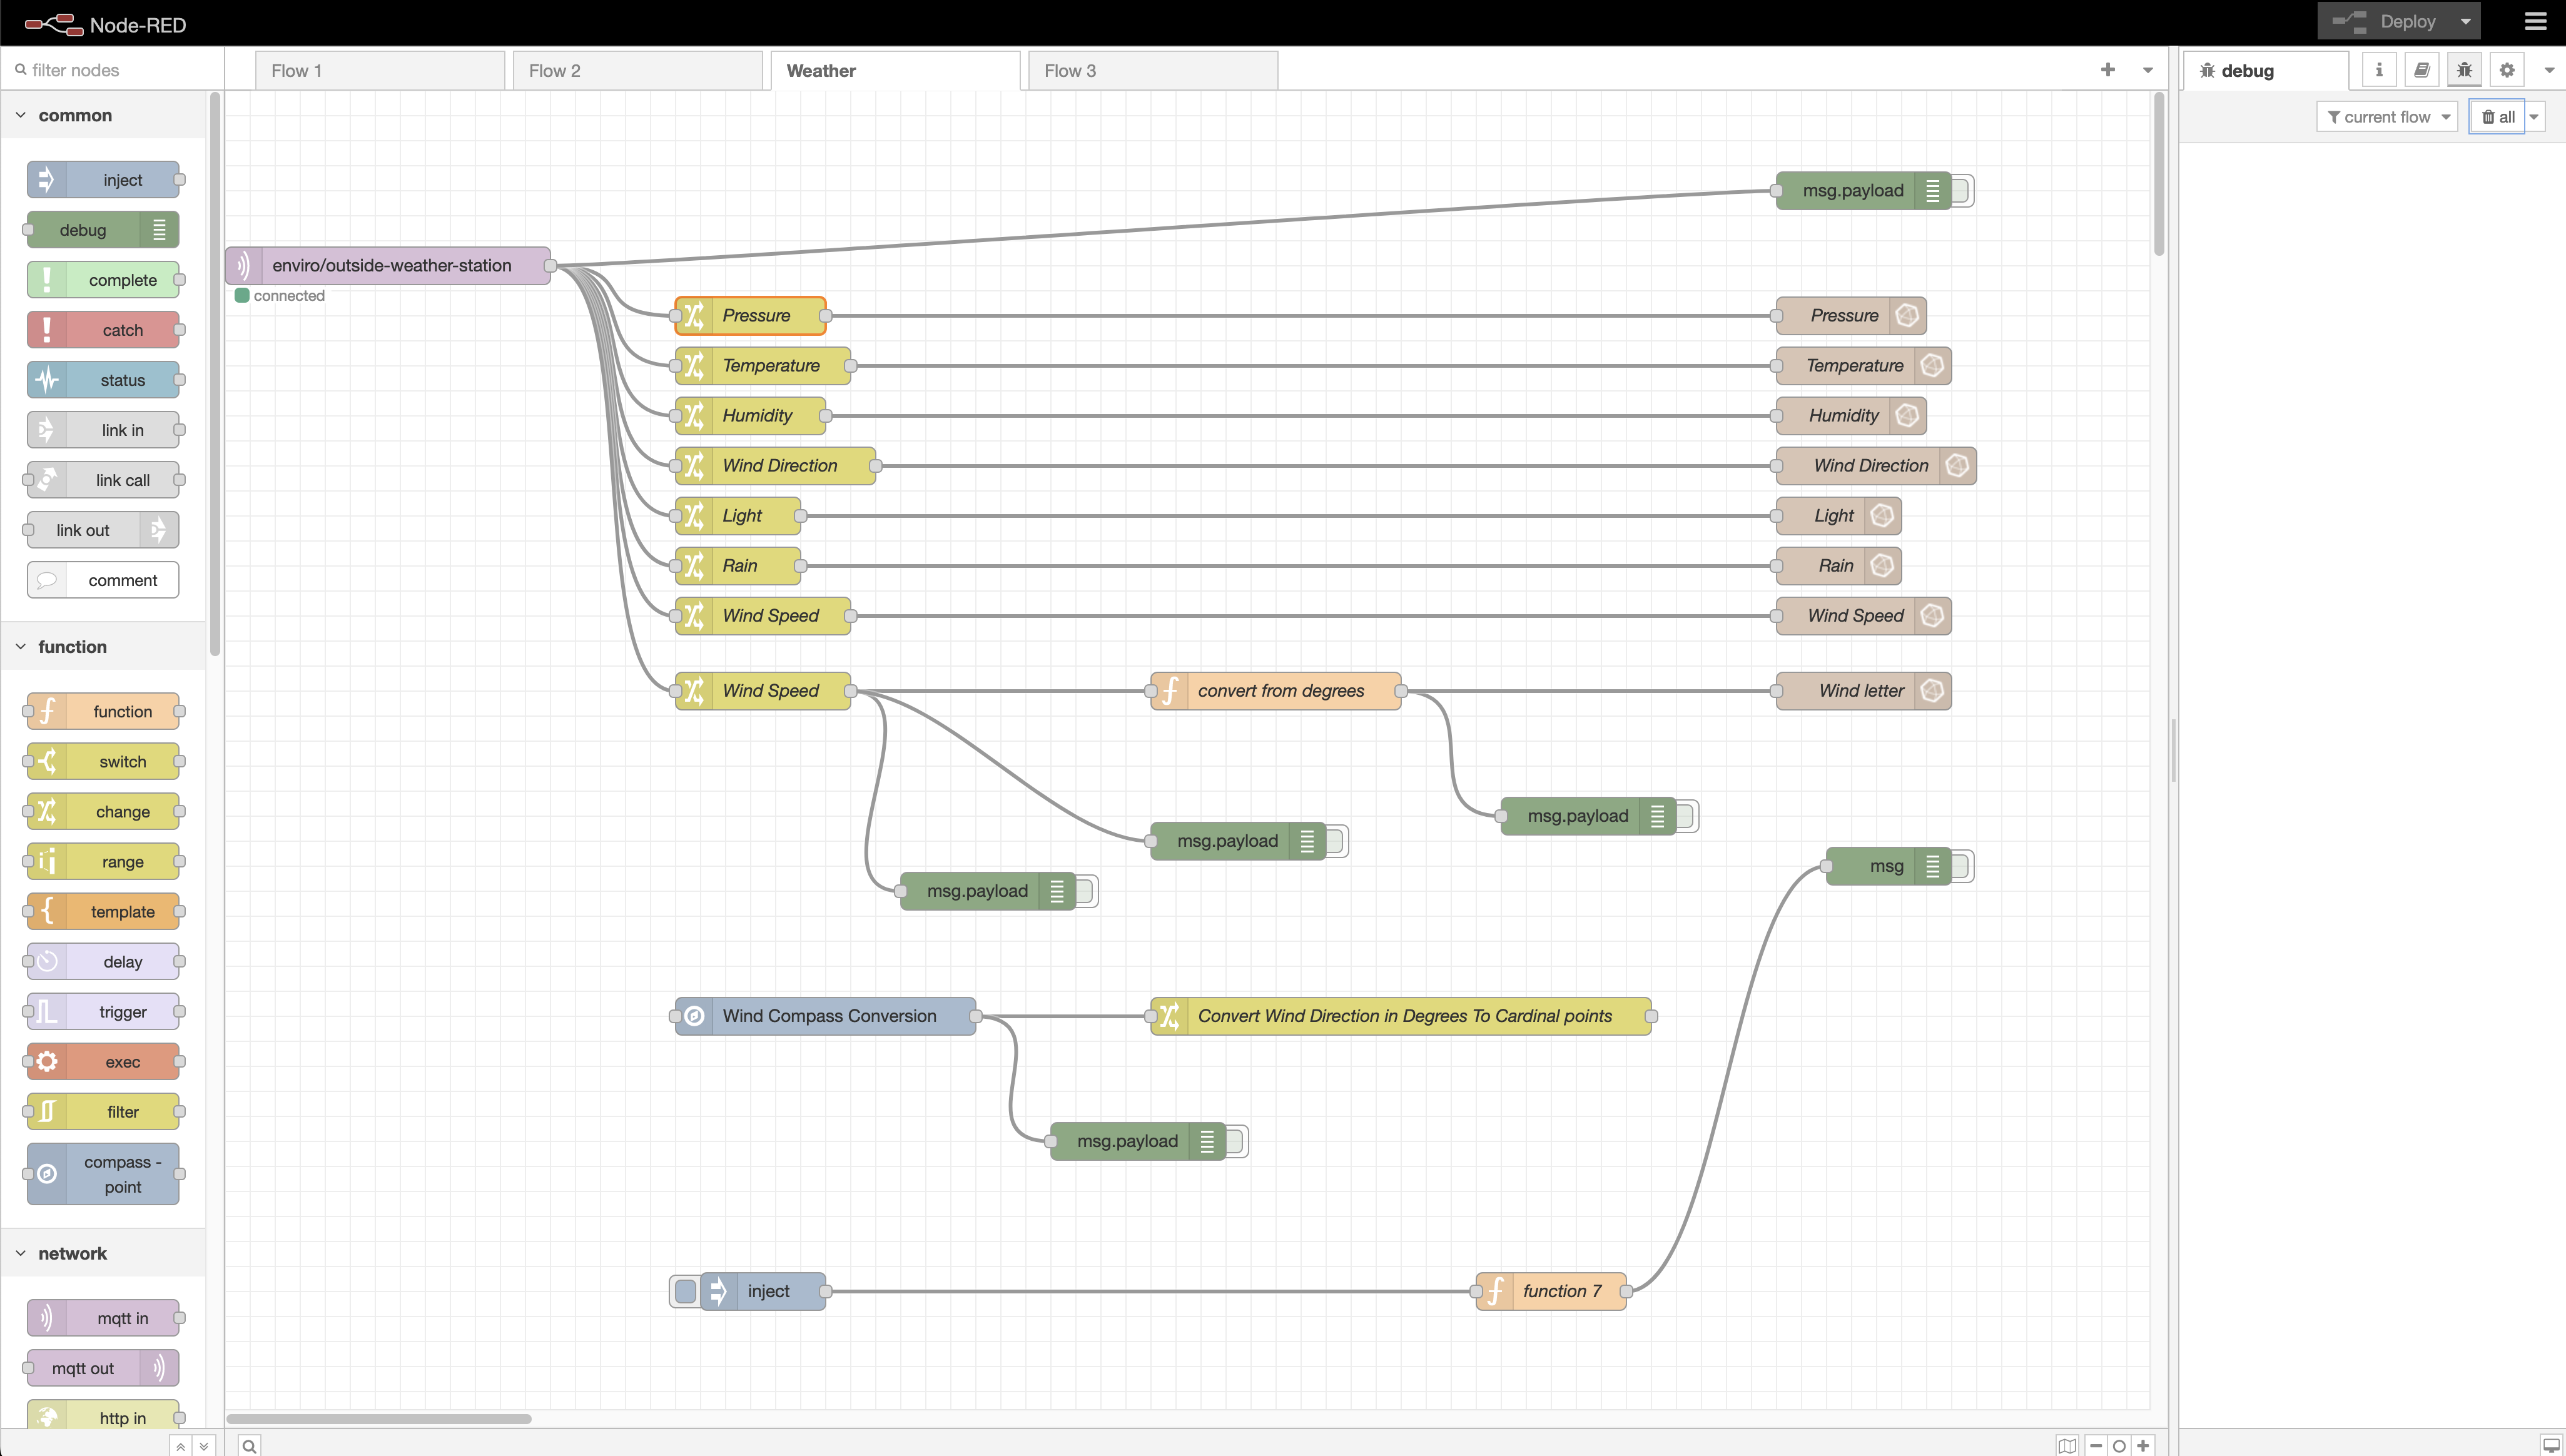 Node-RED
Deploy
filter nodes
Flow 1
Flow 2
Weather
Flow 3
debug
i
current flow
all
common
inject
debug
complete
catch
status
link in
link call
link out
comment
function
function
switch
change
range
template
delay
trigger
exec
filter
compass -
point
network
mqtt in
mqtt out
http in
msg.payload
enviro/outside-weather-station
connected
Pressure
Pressure
Temperature
Temperature
Humidity
Humidity
Wind Direction
Wind Direction
Light
Light
Rain
Rain
Wind Speed
Wind Speed
Wind Speed
convert from degrees
Wind letter
msg.payload
msg.payload
msg
msg.payload
Wind Compass Conversion
Convert Wind Direction in Degrees To Cardinal points
msg.payload
inject
function 7